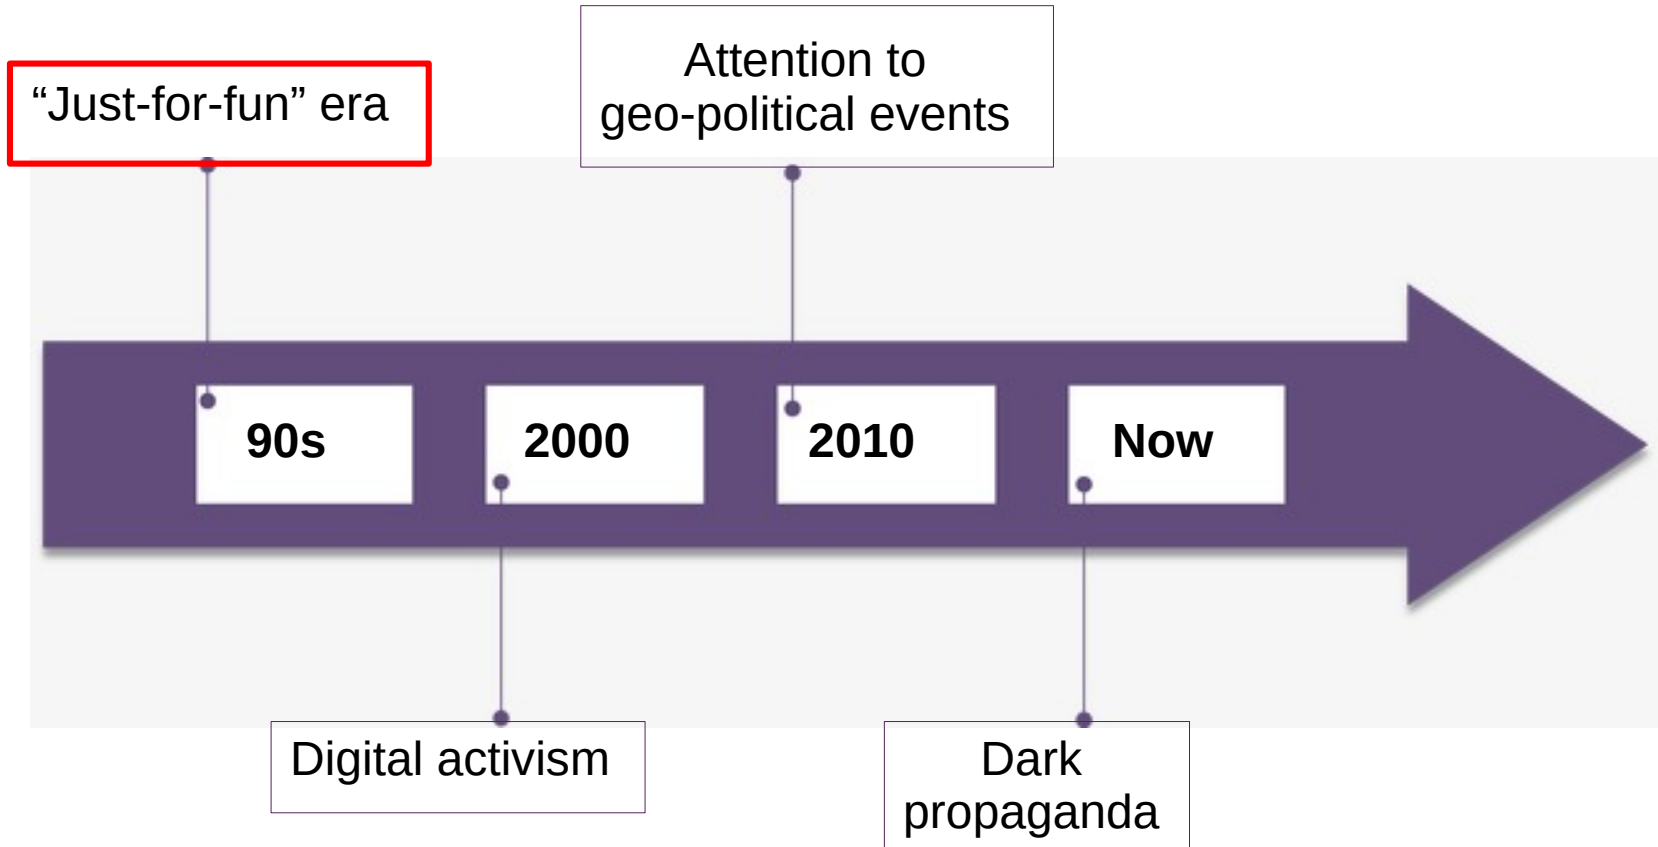 “Just-for-fun” era
Attention to
geo-political events
90s
2000
2010
Now
Digital activism
Dark
propaganda